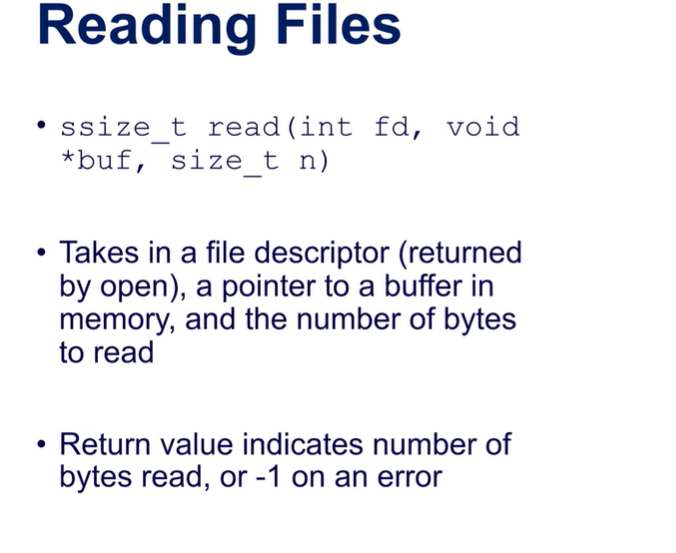 Reading Files
• ssize_t read(int fd, void
*buf, size_t n)
• Takes in a file descriptor (returned
by open), a pointer to a buffer in
memory, and the number of bytes
to read
• Return value indicates number of
bytes read, or -1 on an error